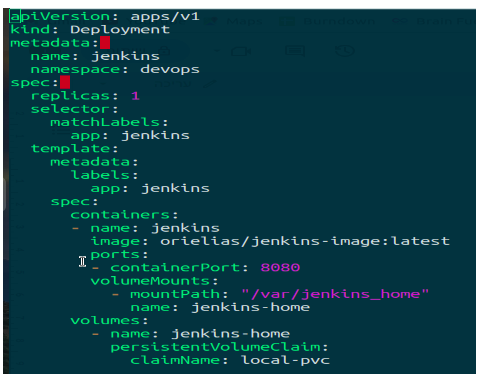 apiVersion: apps/v1
kind: Deployment
metadata:
  name: jenkins
  namespace: devops
spec:
  replicas: 1
  selector:
    matchLabels:
      app: jenkins
  template:
    metadata:
      labels:
        app: jenkins
    spec:
      containers:
      - name: jenkins
        image: orielias/jenkins-image:latest
        ports:
        - containerPort: 8080
        volumeMounts:
          - mountPath: "/var/jenkins_home"
            name: jenkins-home
      volumes:
        - name: jenkins-home
          persistentVolumeClaim:
            claimName: local-pvc